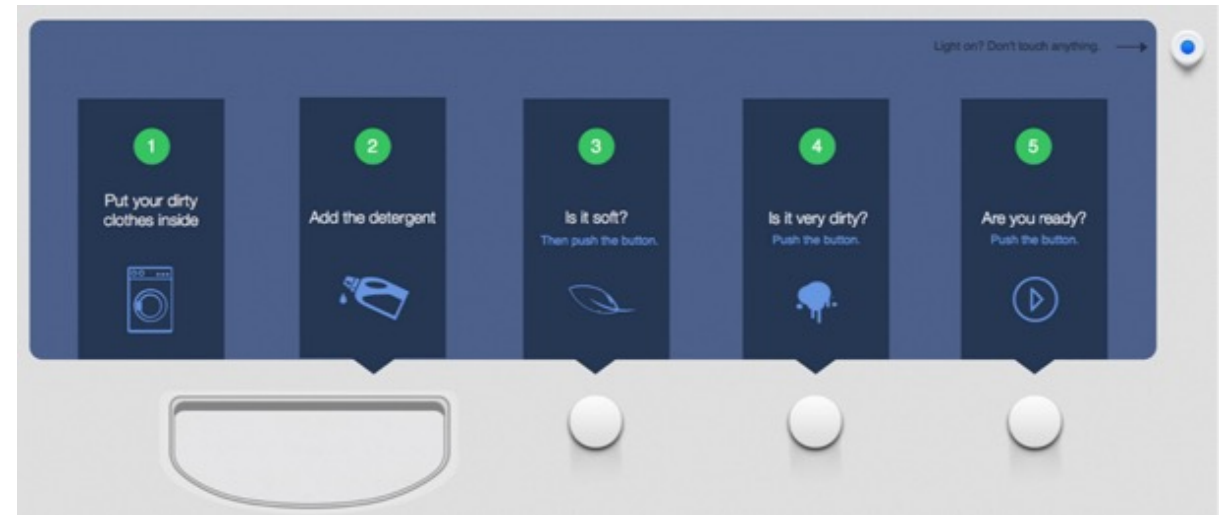 Light on? Don't touch anything.
1
Put your dirty
clothes inside
2
Add the detergent
3
Is it soft?
Then push the button.
4
Is it very dirty?
Push the button.
5
Are you ready?
Push the button.